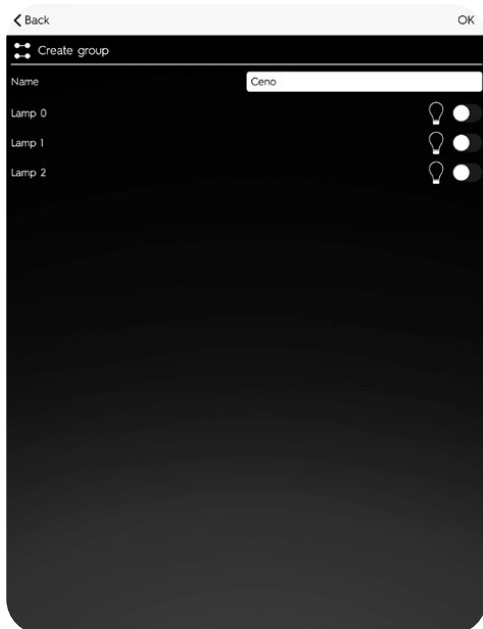 Back OK
Create group
Name Ceno
Lamp 0
Lamp 1
Lamp 2